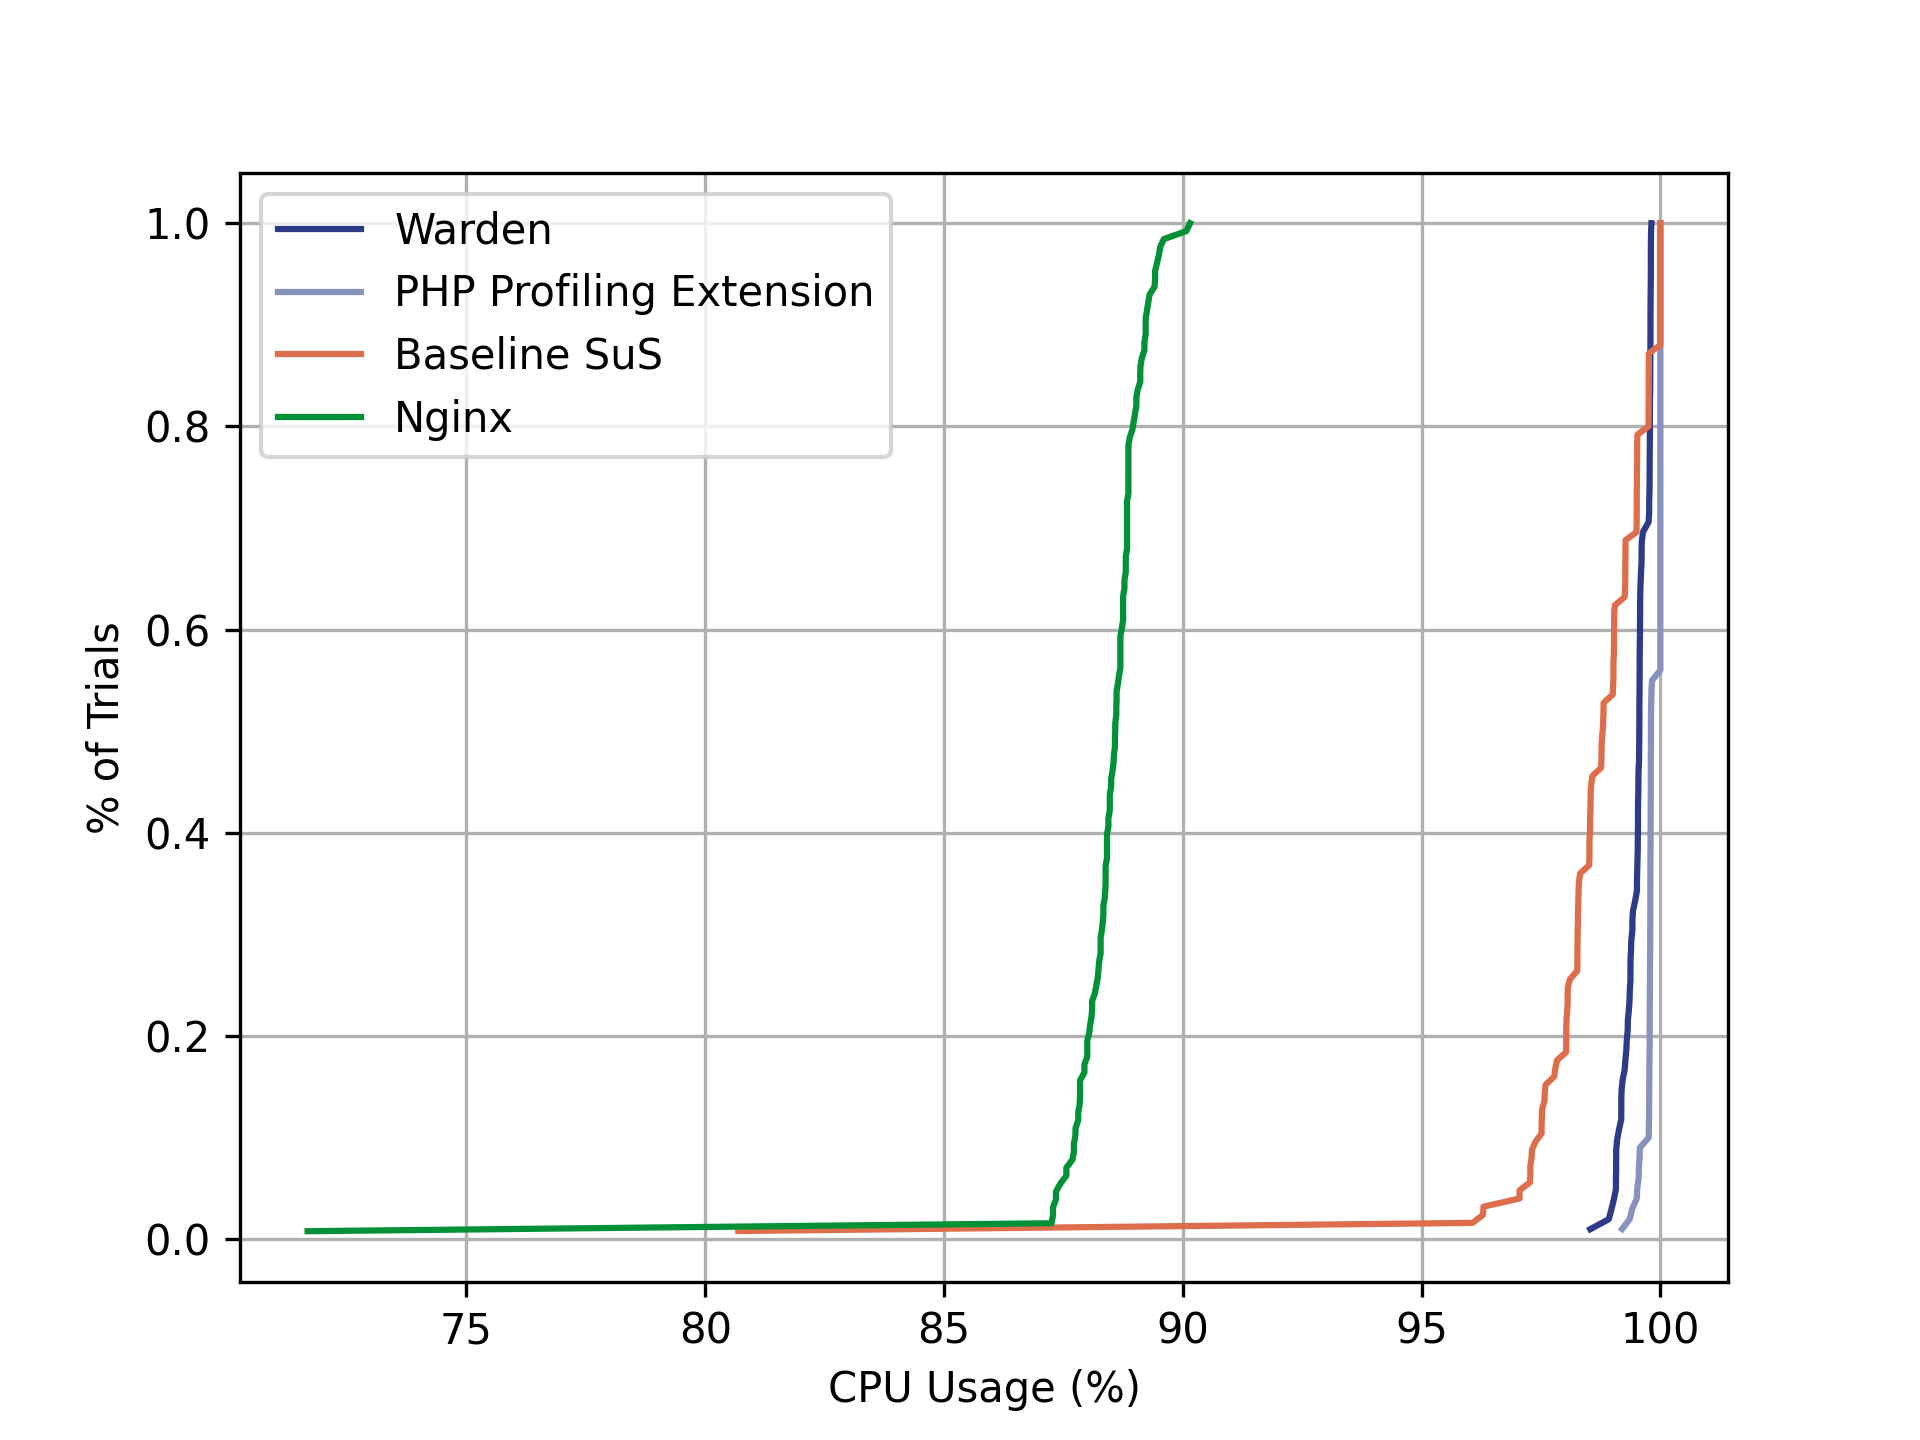 Warden
PHP Profiling Extension
Baseline SuS
Nginx
1.0
0.8
0.6
0.4
0.2
0.0
% of Trials
75 80 85 90 95 100
CPU Usage (%)